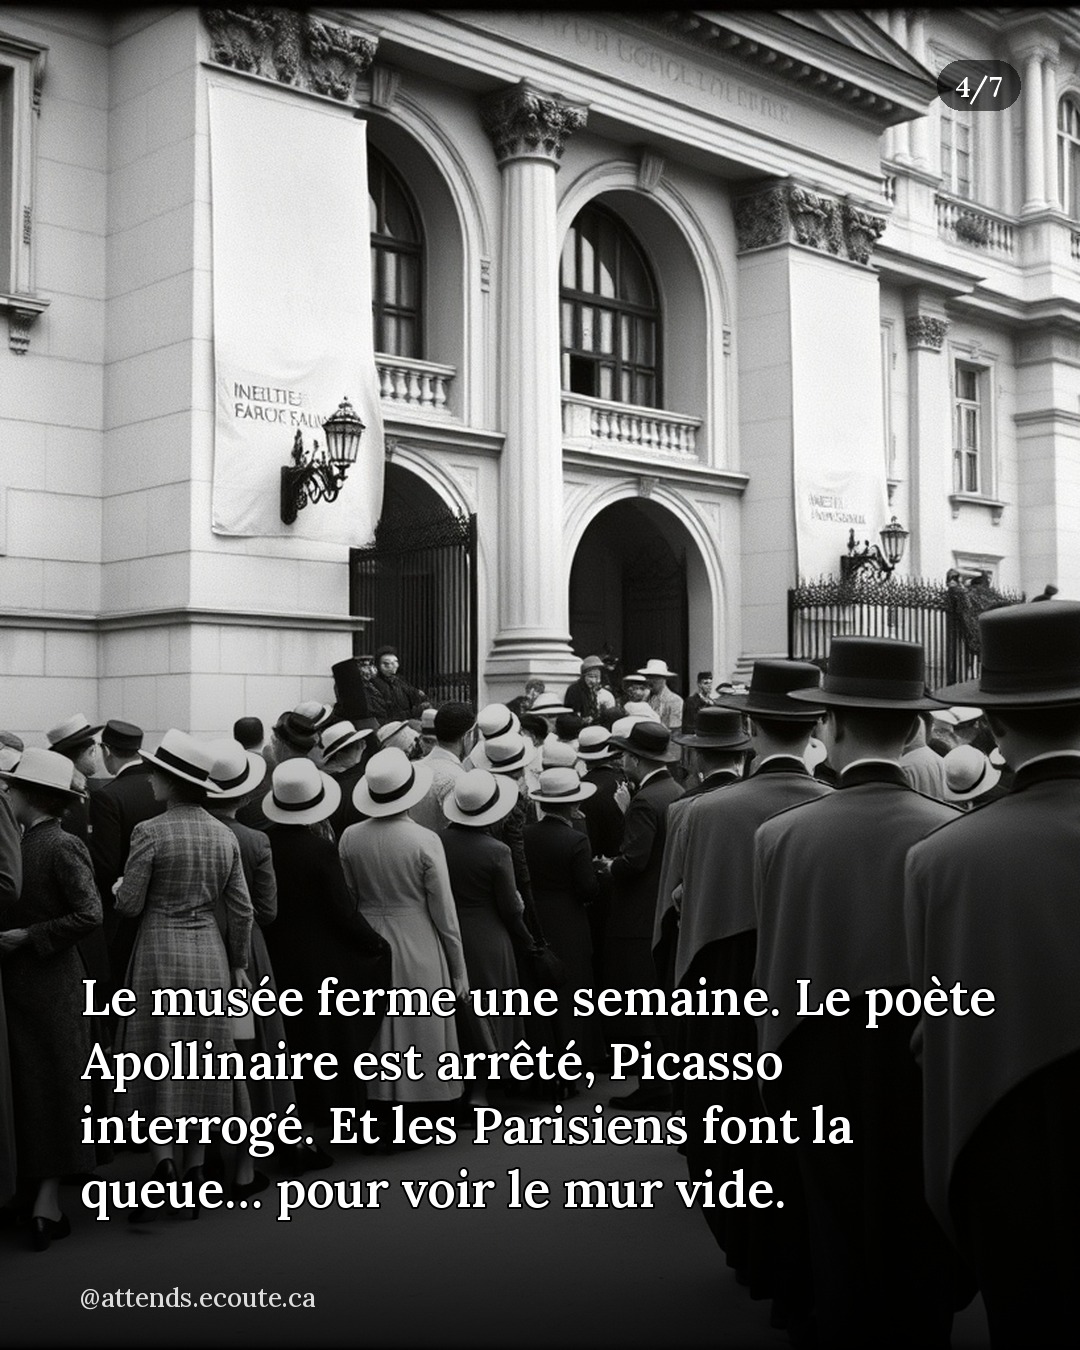 4/7
Le musée ferme une semaine. Le poète
Apollinaire est arrêté, Picasso
interrogé. Et les Parisiens font la
queue... pour voir le mur vide.
@attends.ecoute.ca